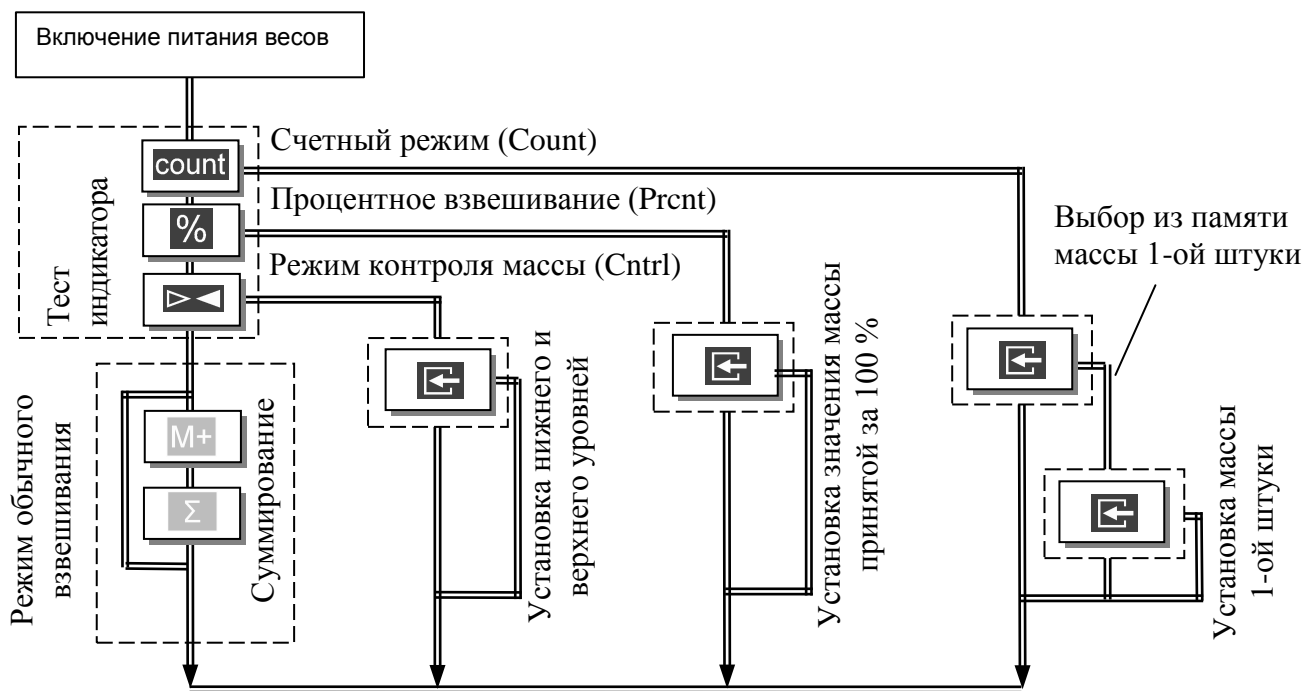 Включение питания весов
Счетный режим (Count)
count
Процентное взвешивание (Prcnt)
%
Режим контроля массы (Cntrl)
Тест
индикатора
Выбор из памяти
массы 1-ой штуки
Режим обычного
взвешивания
M+
Σ
Суммирование
Установка нижнего и
верхнего уровней
Установка значения массы
принятой за 100 %
Установка массы
1-ой штуки